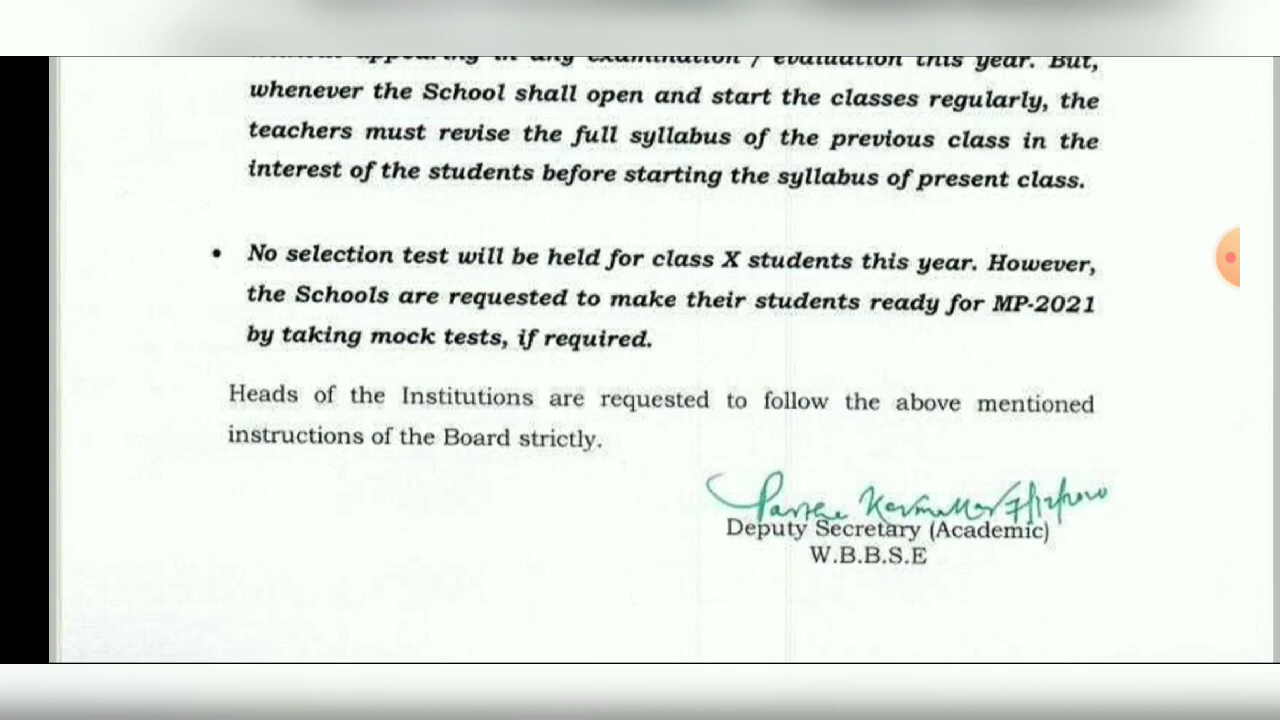 without appearing in any examination / evaluation this year. But,
whenever the School shall open and start the classes regularly, the
teachers must revise the full syllabus of the previous class in the
interest of the students before starting the syllabus of present class.
• No selection test will be held for class X students this year. However,
the Schools are requested to make their students ready for MP-2021
by taking mock tests, if required.
Heads of the Institutions are requested to follow the above mentioned
instructions of the Board strictly.
Deputy Secretary (Academic)
W.B.B.S.E